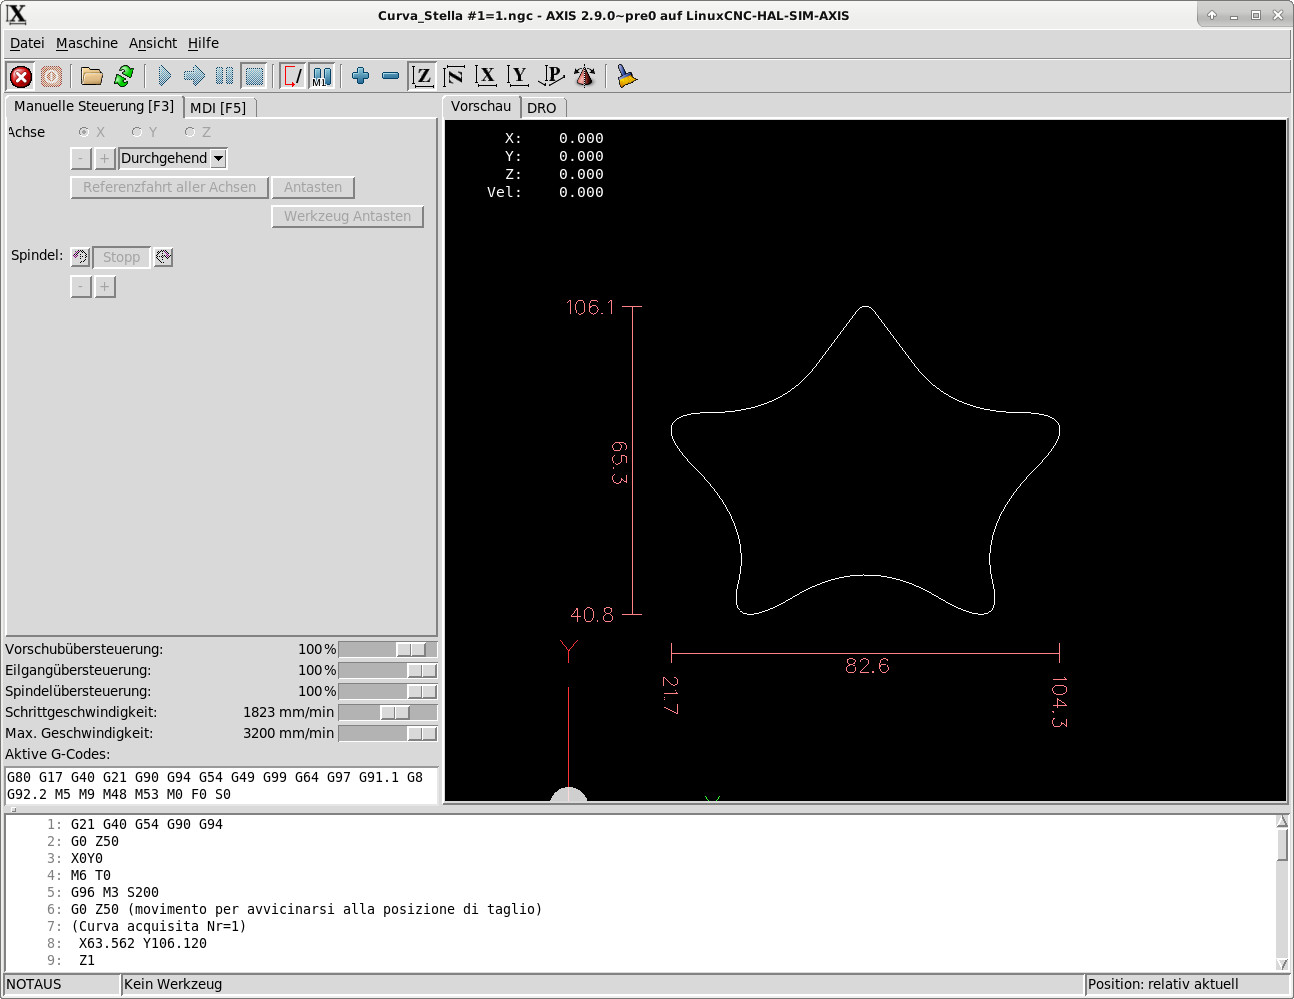 Curva_Stella #1=1.ngc - AXIS 2.9.0~pre0 auf LinuxCNC-HAL-SIM-AXIS
Datei Maschine Ansicht Hilfe
M1 Z N X Y P
Manuelle Steuerung [F3] MDI [F5]
Achse X Y Z
- + Durchgehend
Referenzfahrt aller Achsen Antasten
Werkzeug Antasten
Spindel: Stopp
- +
Vorschubübersteuerung: 100 %
Eilgangübersteuerung: 100 %
Spindelübersteuerung: 100 %
Schrittgeschwindigkeit: 1823 mm/min
Max. Geschwindigkeit: 3200 mm/min
Aktive G-Codes:
G80 G17 G40 G21 G90 G94 G54 G49 G99 G64 G97 G91.1 G8
G92.2 M5 M9 M48 M53 M0 F0 S0
Vorschau DRO
X: 0.000
Y: 0.000
Z: 0.000
Vel: 0.000
106.1
65.3
40.8
Y
82.6
21.7
104.3
1: G21 G40 G54 G90 G94
2: G0 Z50
3: X0Y0
4: M6 T0
5: G96 M3 S200
6: G0 Z50 (movimento per avvicinarsi alla posizione di taglio)
7: (Curva acquisita Nr=1)
8: X63.562 Y106.120
9: Z1
NOTAUS Kein Werkzeug Position: relativ aktuell